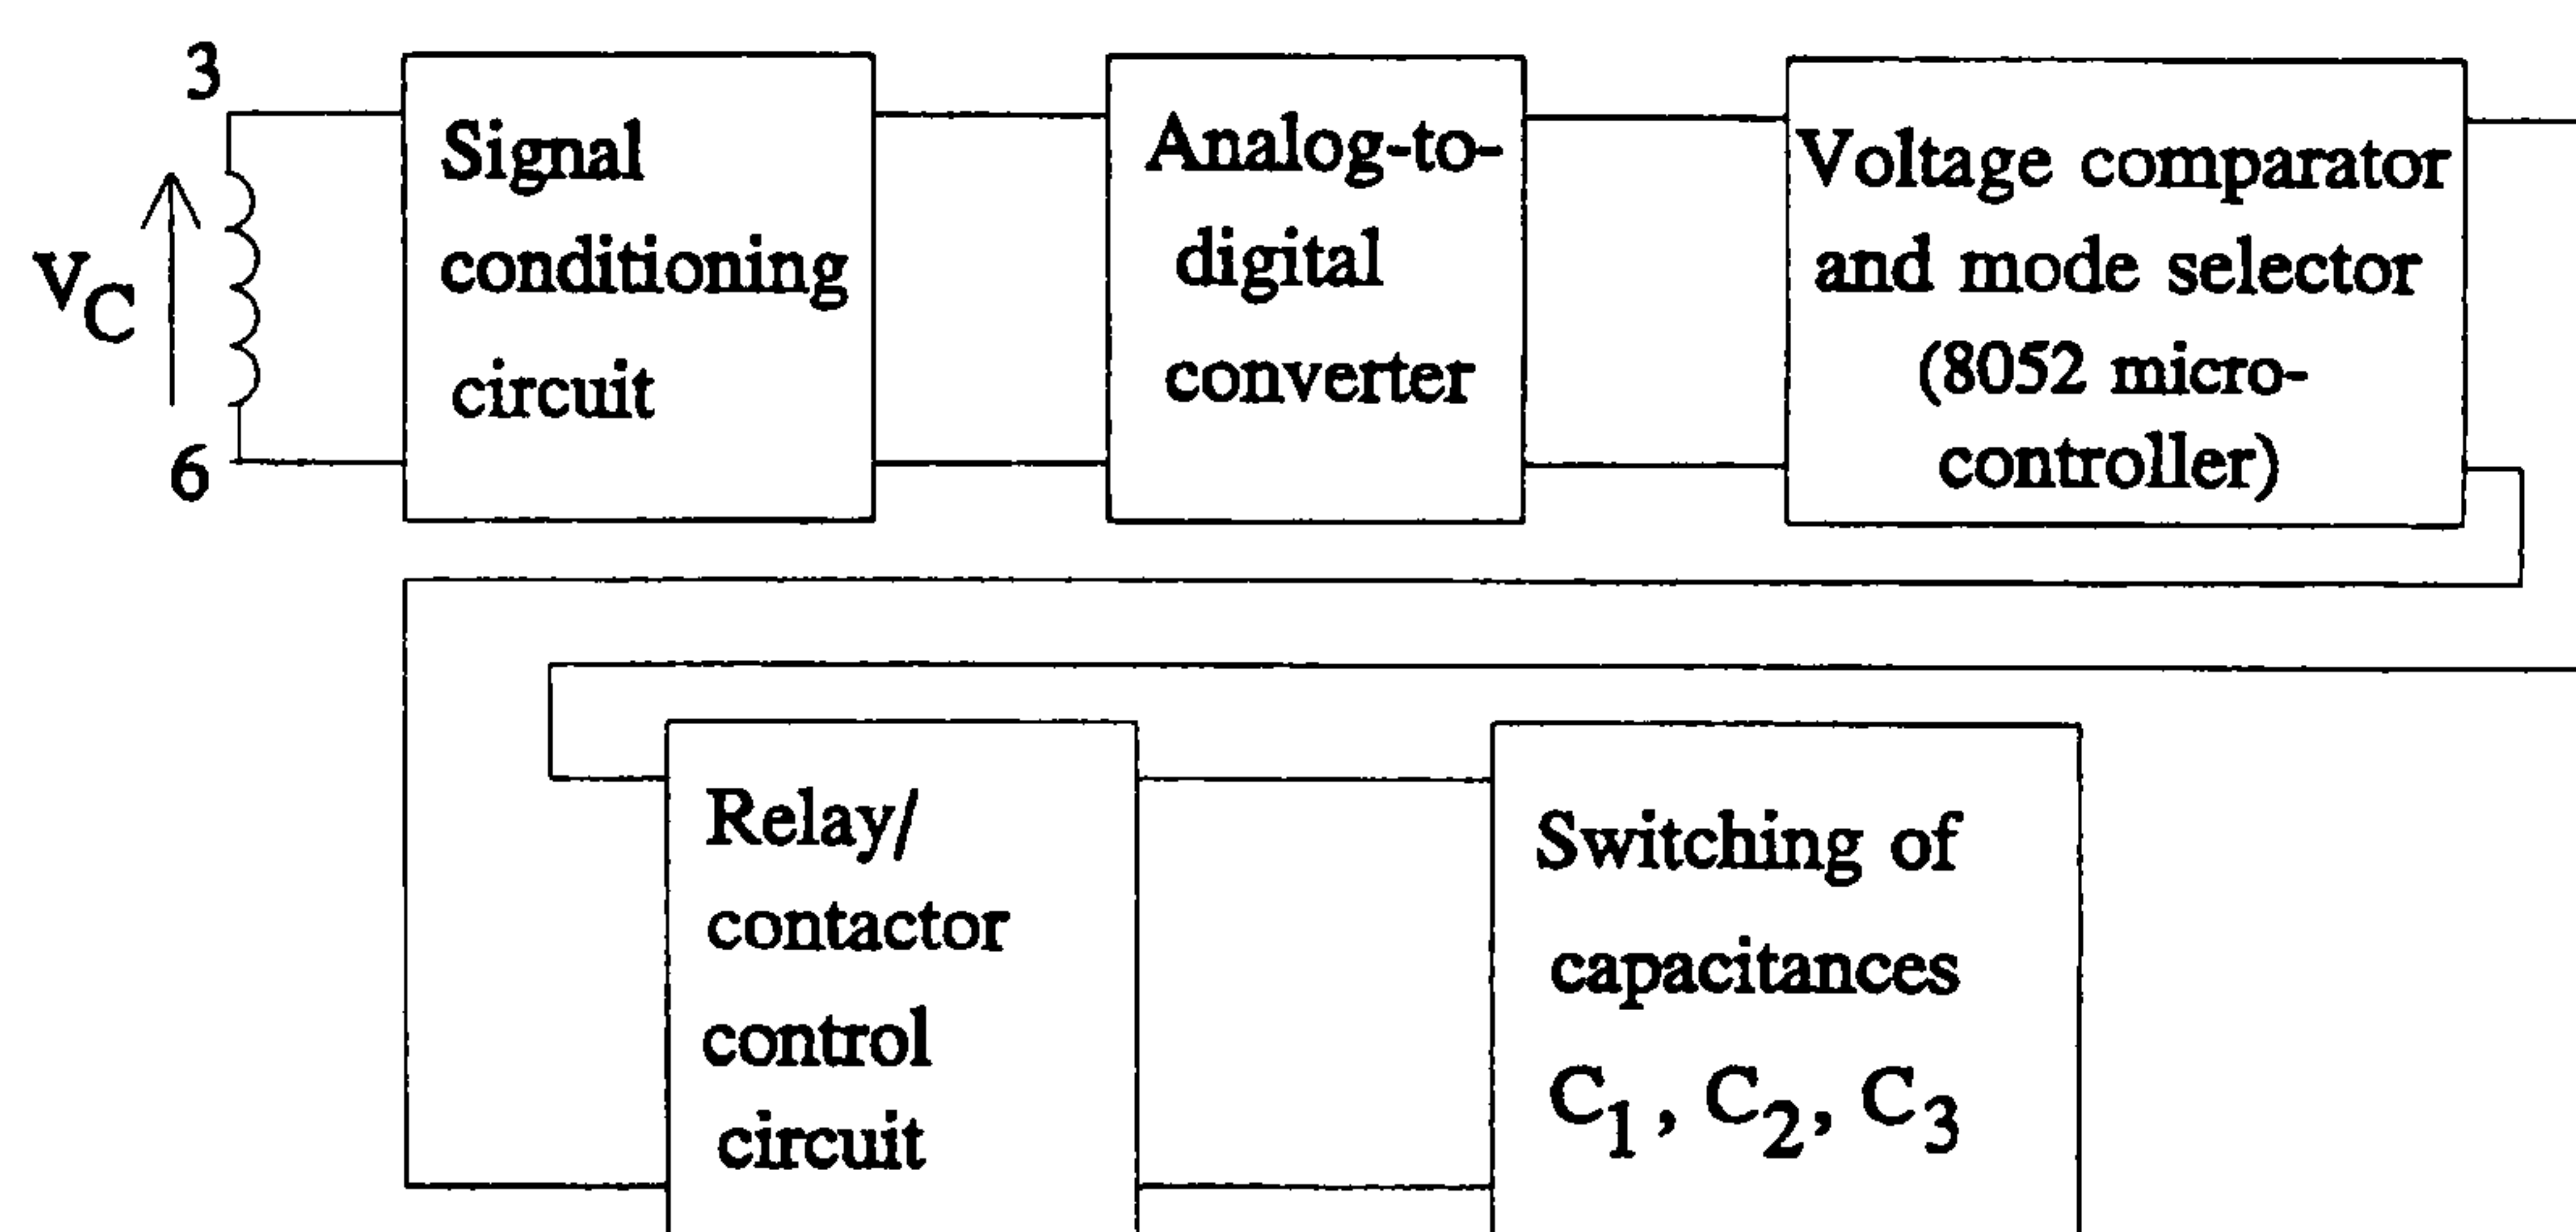 3
V_C
6
Signal
conditioning
circuit
Analog-to-
digital
converter
Voltage comparator
and mode selector
(8052 micro-
controller)
Relay/
contactor
control
circuit
Switching of
capacitances
C_1, C_2, C_3